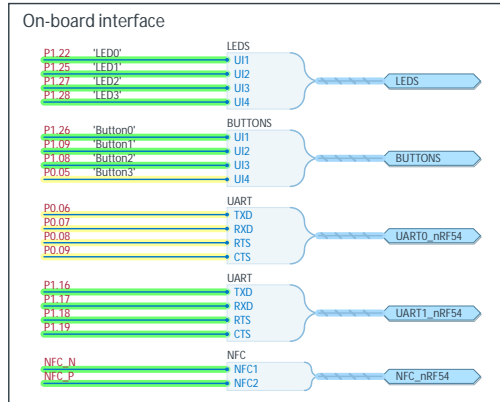 On-board interface
LEDS
P1.22 'LED0' UI1
P1.25 'LED1' UI2
P1.27 'LED2' UI3
P1.28 'LED3' UI4
LEDS
BUTTONS
P1.26 'Button0' UI1
P1.09 'Button1' UI2
P1.08 'Button2' UI3
P0.05 'Button3' UI4
BUTTONS
UART
P0.06 TXD
P0.07 RXD
P0.08 RTS
P0.09 CTS
UART0_nRF54
UART
P1.16 TXD
P1.17 RXD
P1.18 RTS
P1.19 CTS
UART1_nRF54
NFC
NFC_N NFC1
NFC_P NFC2
NFC_nRF54